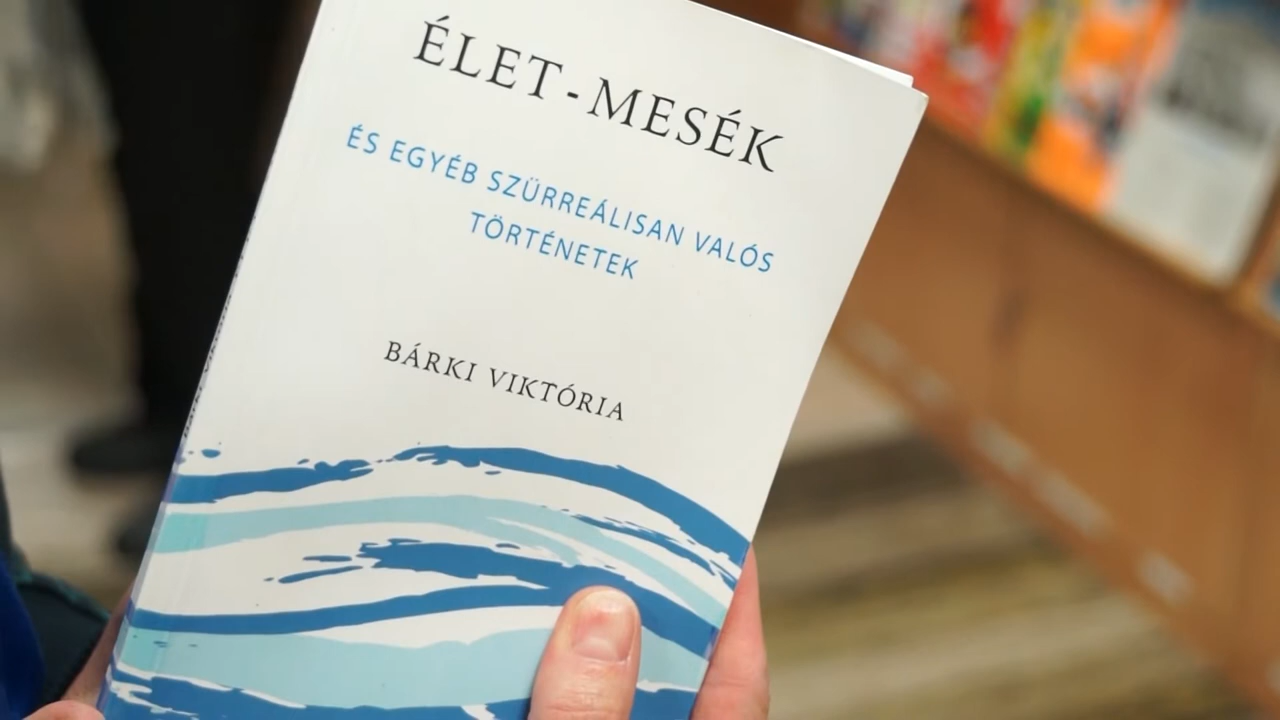 ÉLET-MESÉK
ÉS EGYÉB SZÜRREÁLISAN VALÓS
TÖRTÉNETEK
BÁRKI VIKTÓRIA